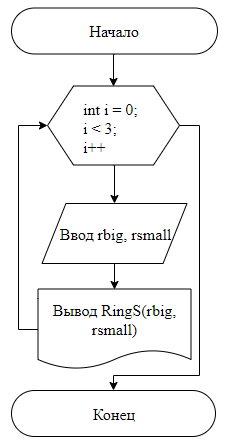 Начало
int i = 0;
i < 3;
i++
Ввод rbig, rsmall
Вывод RingS(rbig,
rsmall)
Конец